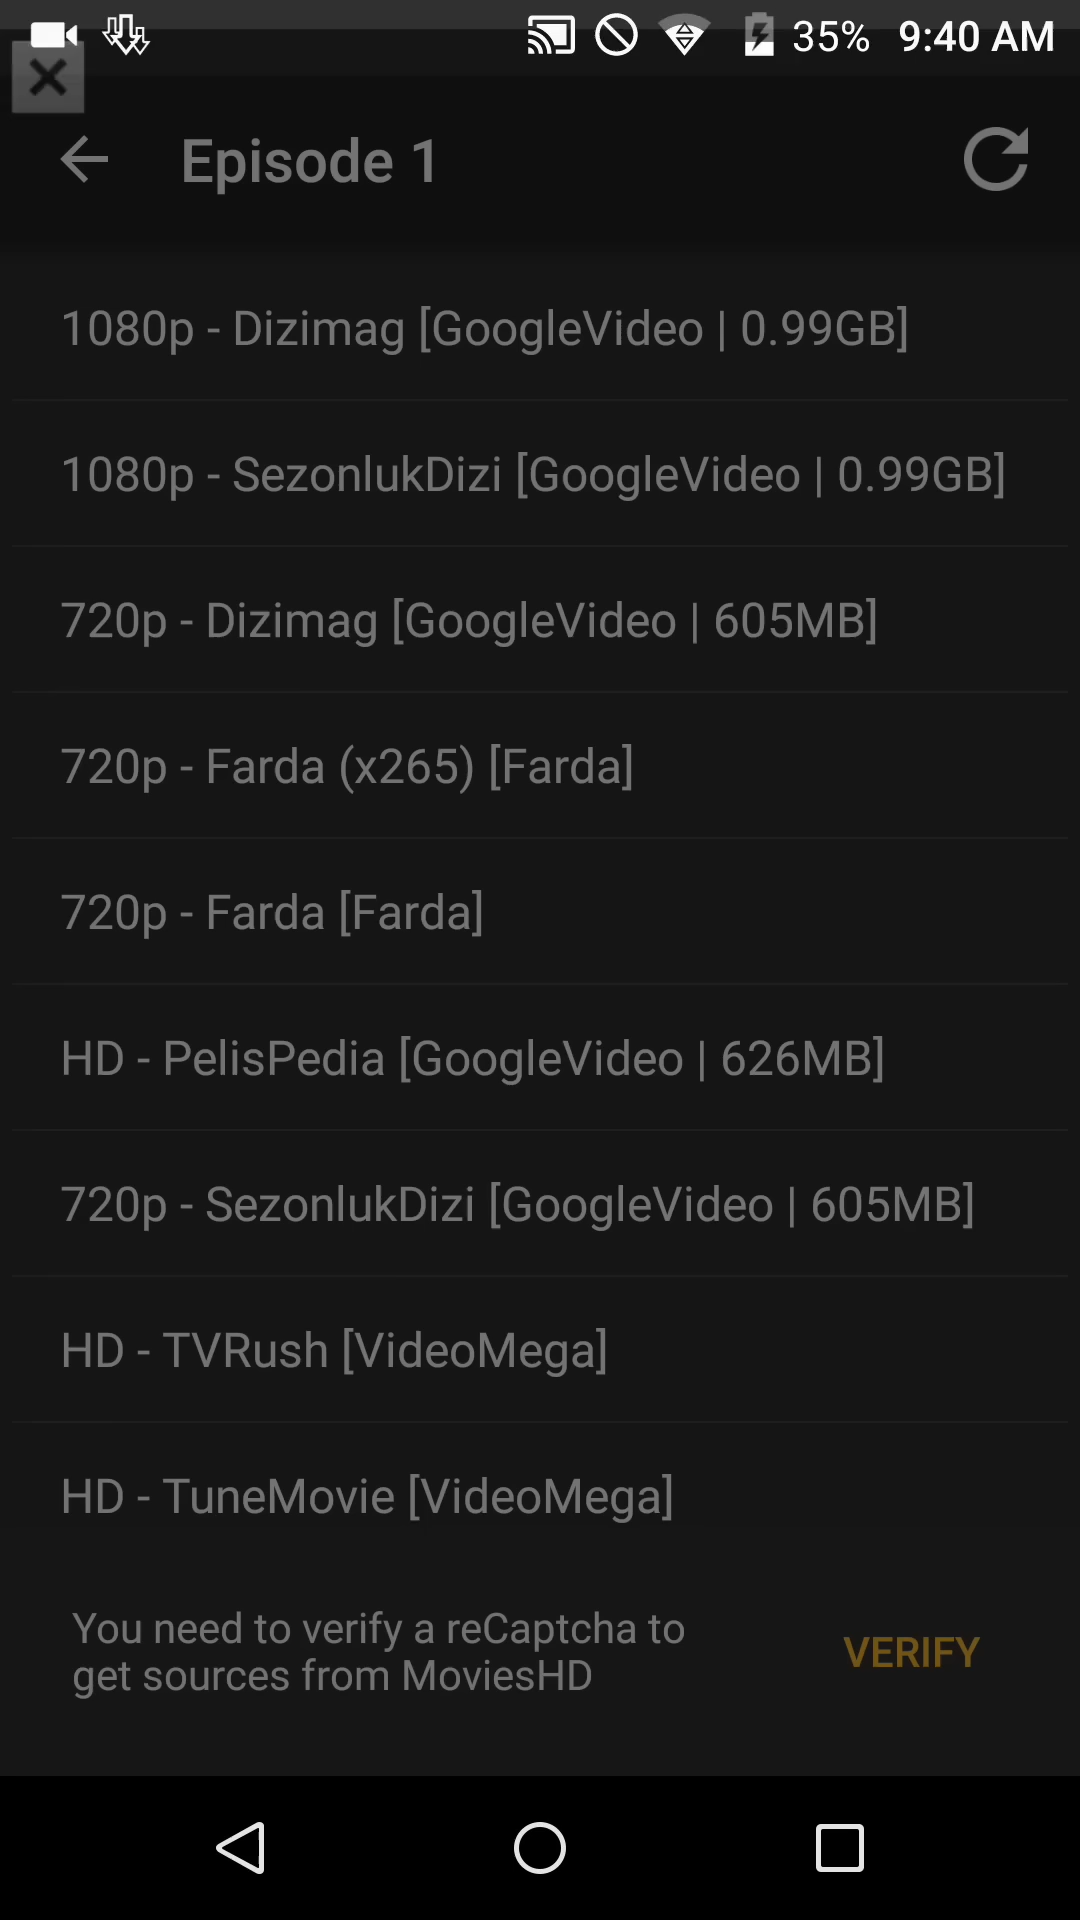 35% 9:40 AM
Episode 1
1080p - Dizimag [GoogleVideo | 0.99GB]
1080p - SezonlukDizi [GoogleVideo | 0.99GB]
720p - Dizimag [GoogleVideo | 605MB]
720p - Farda (x265) [Farda]
720p - Farda [Farda]
HD - PelisPedia [GoogleVideo | 626MB]
720p - SezonlukDizi [GoogleVideo | 605MB]
HD - TVRush [VideoMega]
HD - TuneMovie [VideoMega]
You need to verify a reCaptcha to
get sources from MoviesHD
VERIFY